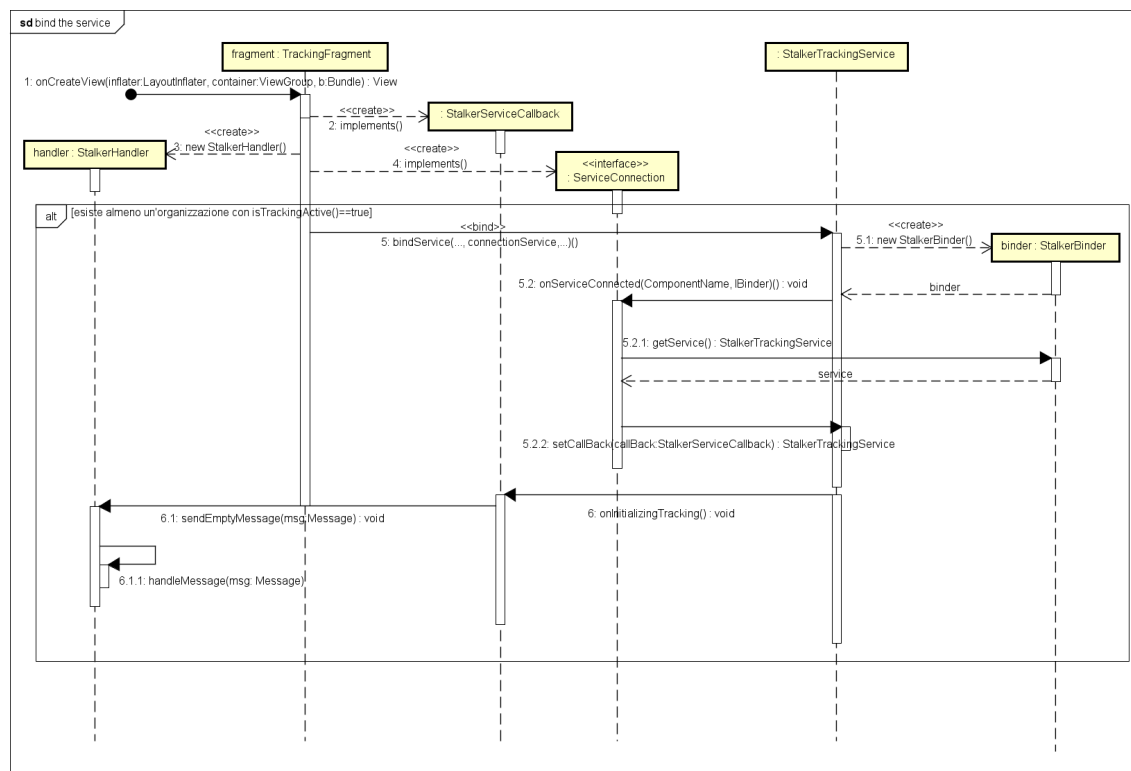 sd bind the service
fragment : TrackingFragment
: StalkerTrackingService
1: onCreateView(inflater:LayoutInflater, container:ViewGroup, b:Bundle) : View
<<create>>
2: implements()
: StalkerServiceCallback
<<create>>
3: new StalkerHandler()
handler : StalkerHandler
<<create>>
4: implements()
<<interface>>
: ServiceConnection
alt
[esiste almeno un'organizzazione con isTrackingActive()==true]
<<bind>>
5: bindService(..., connectionService,...)()
<<create>>
5.1: new StalkerBinder()
binder : StalkerBinder
5.2: onServiceConnected(ComponentName, IBinder)() : void
binder
5.2.1: getService() : StalkerTrackingService
service
5.2.2: setCallBack(callBack:StalkerServiceCallback) : StalkerTrackingService
6: onInitializingTracking() : void
6.1: sendEmptyMessage(msg:Message) : void
6.1.1: handleMessage(msg: Message)